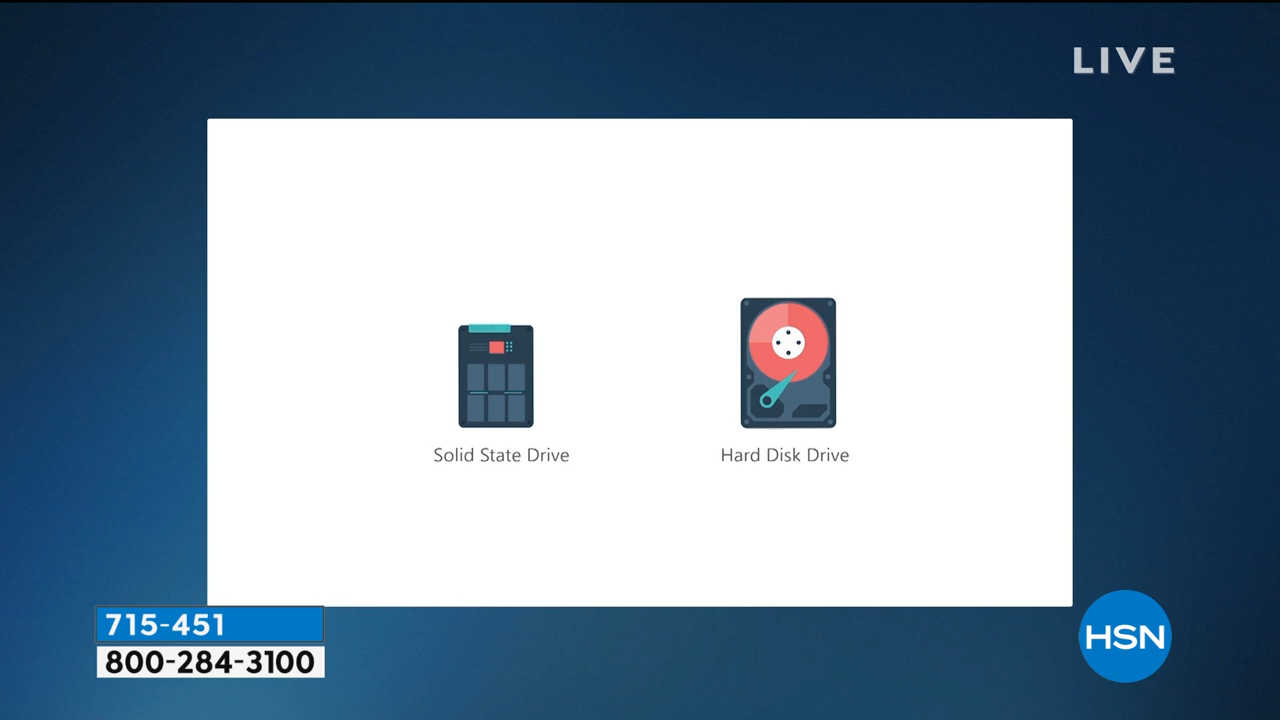 LIVE
Solid State Drive
Hard Disk Drive
715-451
800-284-3100
HSN